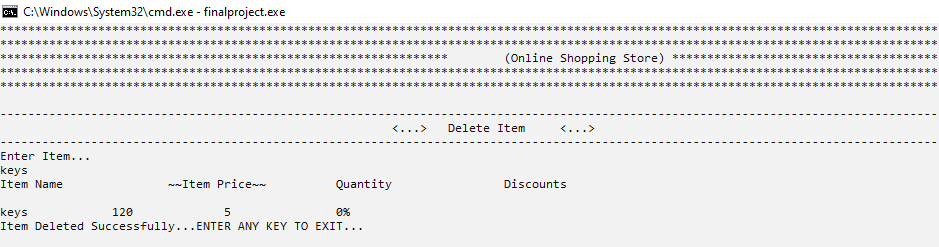 C:\Windows\System32\cmd.exe - finalproject.exe
**************************************************************************************************************************************
**************************************************************************************************************************************
**************************************************************** (Online Shopping Store) **************************************
**************************************************************************************************************************************
**************************************************************************************************************************************
--------------------------------------------------------------------------------------------------------------------------------------
<...> Delete Item <...>
--------------------------------------------------------------------------------------------------------------------------------------
Enter Item...
keys
Item Name ~~Item Price~~ Quantity Discounts
keys 120 5 0%
Item Deleted Successfully...ENTER ANY KEY TO EXIT...